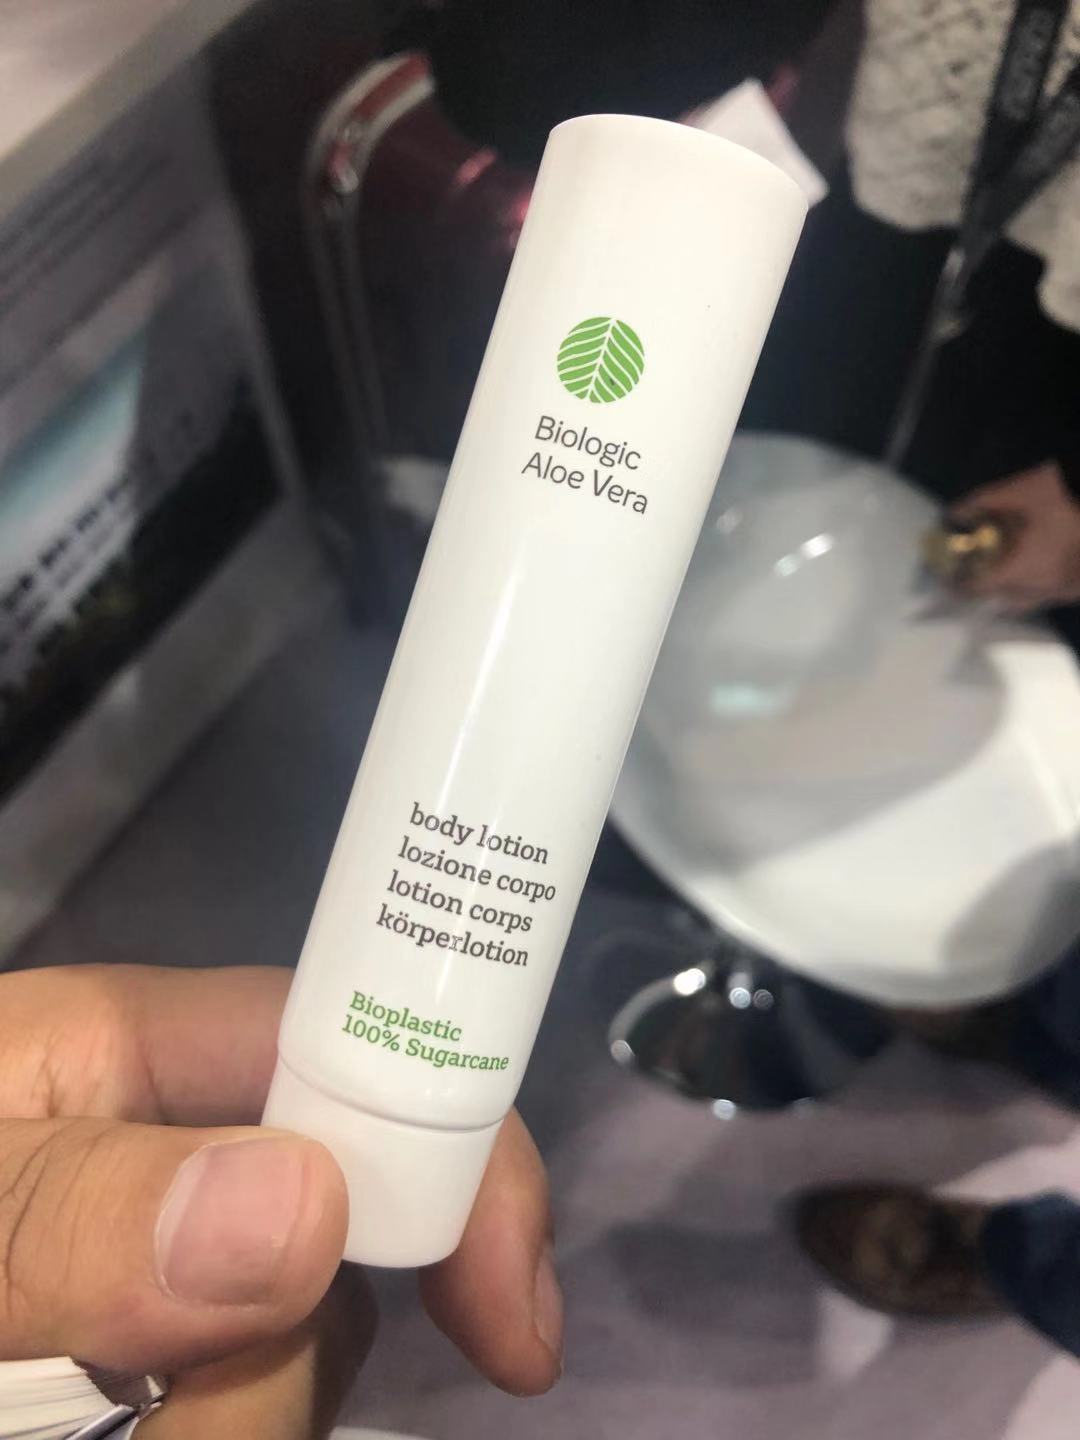 Biologic
Aloe Vera
body lotion
lozione corpo
lotion corps
körperlotion
Bioplastic
100% Sugarcane